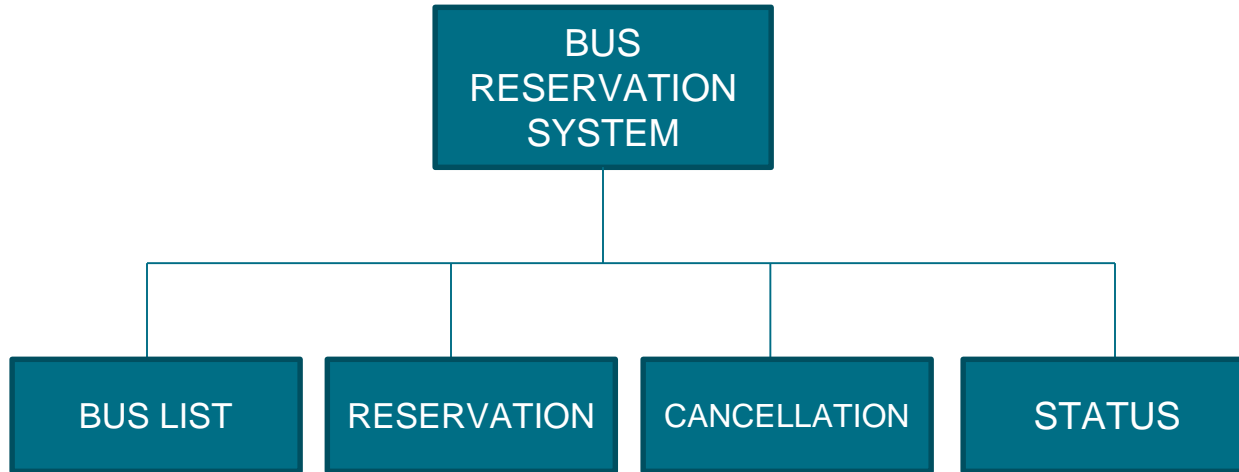 BUS
RESERVATION
SYSTEM
BUS LIST
RESERVATION
CANCELLATION
STATUS